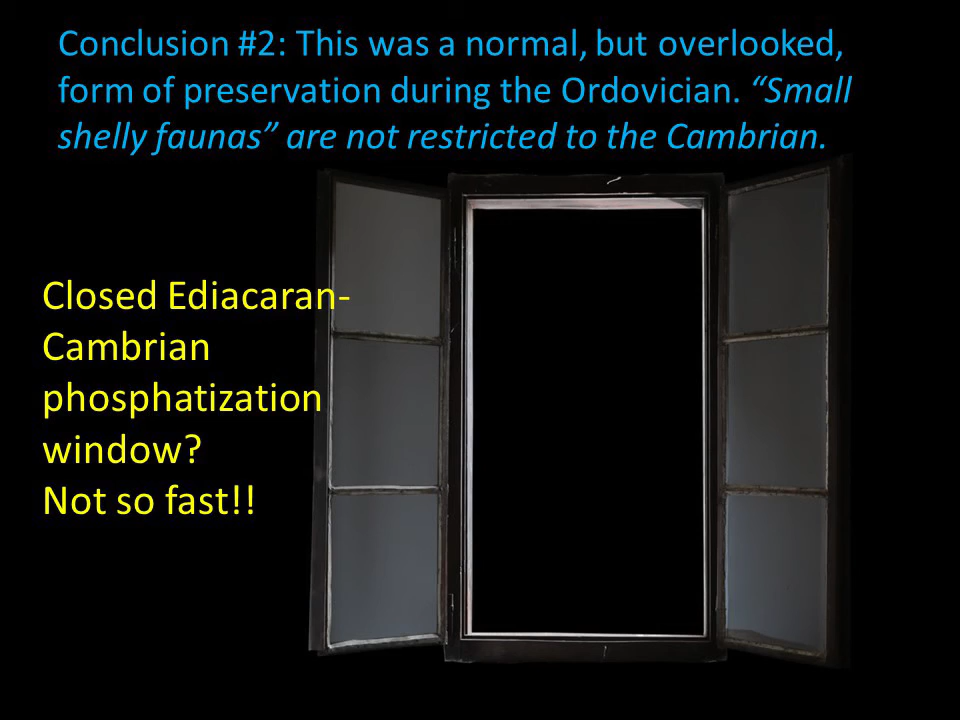 Conclusion #2: This was a normal, but overlooked,
form of preservation during the Ordovician. “Small
shelly faunas” are not restricted to the Cambrian.
Closed Ediacaran-
Cambrian
phosphatization
window?
Not so fast!!